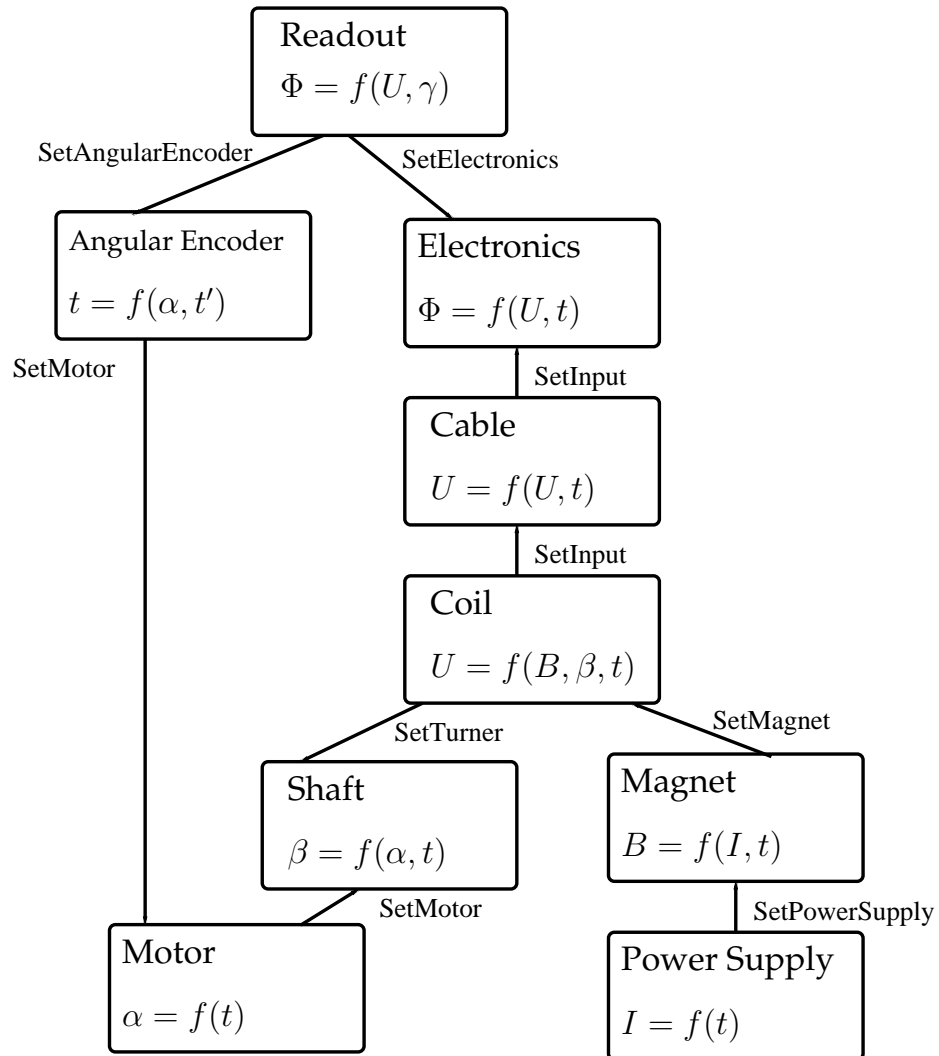 Readout
Φ = f(U, γ)
SetAngularEncoder
SetElectronics
Angular Encoder
t = f(α, t′)
Electronics
Φ = f(U, t)
SetMotor
SetInput
Cable
U = f(U, t)
SetInput
Coil
U = f(B, β, t)
SetTurner
SetMagnet
Shaft
β = f(α, t)
Magnet
B = f(I, t)
SetMotor
SetPowerSupply
Motor
α = f(t)
Power Supply
I = f(t)